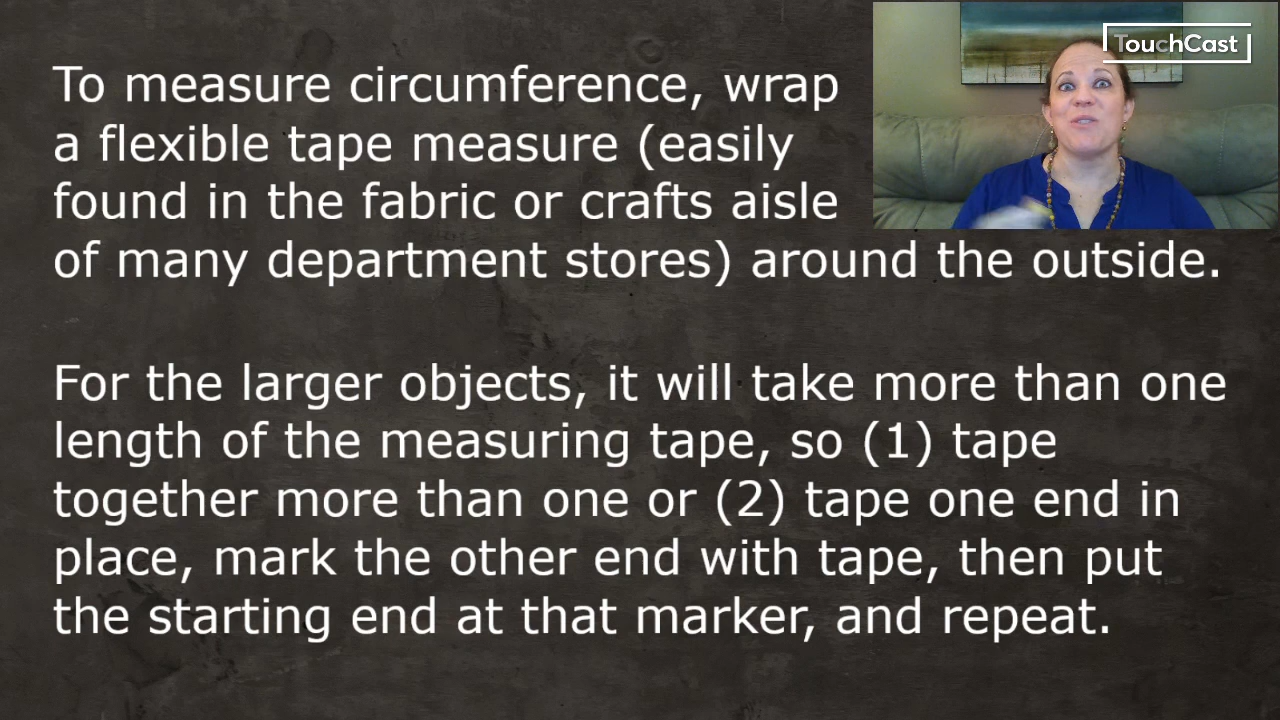 TouchCast
To measure circumference, wrap
a flexible tape measure (easily
found in the fabric or crafts aisle
of many department stores) around the outside.
For the larger objects, it will take more than one
length of the measuring tape, so (1) tape
together more than one or (2) tape one end in
place, mark the other end with tape, then put
the starting end at that marker, and repeat.